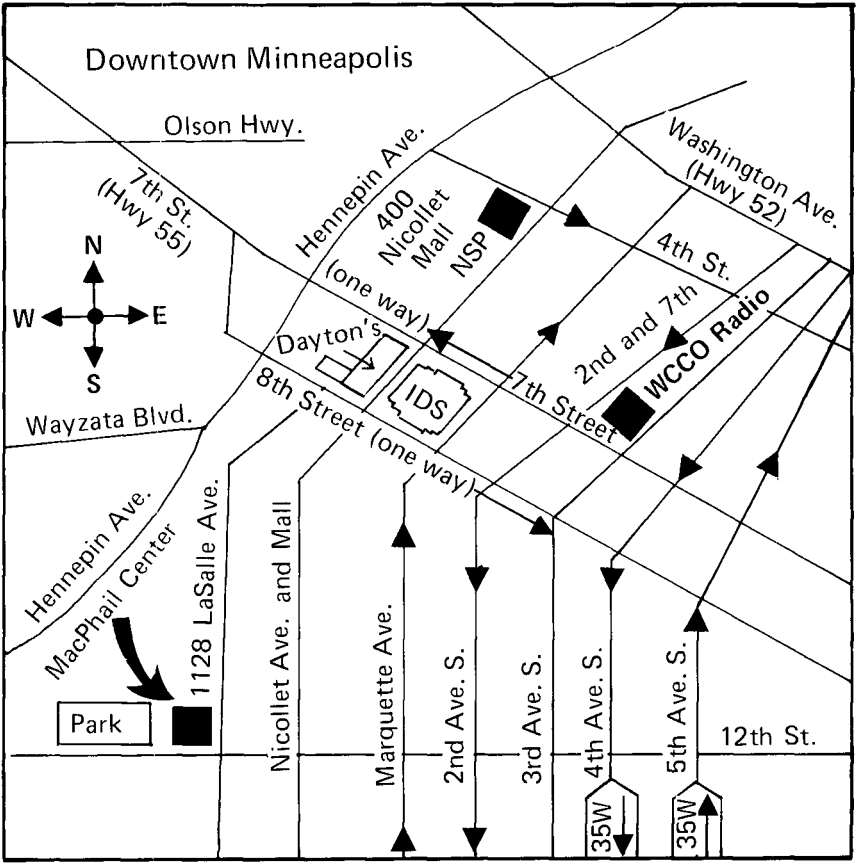 Downtown Minneapolis
Olson Hwy.
7th St.
(Hwy 55)
Hennepin Ave.
400
Nicollet
Mall
NSP
Washington Ave.
(Hwy 52)
4th St.
N
W
E
S
(one way)
Dayton's
IDS
7th Street
2nd and 7th
WCCO Radio
8th Street (one way)
Wayzata Blvd.
Hennepin Ave.
MacPhail Center
1128 LaSalle Ave.
Nicollet Ave. and Mall
Marquette Ave.
2nd Ave. S.
3rd Ave. S.
4th Ave. S.
5th Ave. S.
12th St.
Park
35W
35W